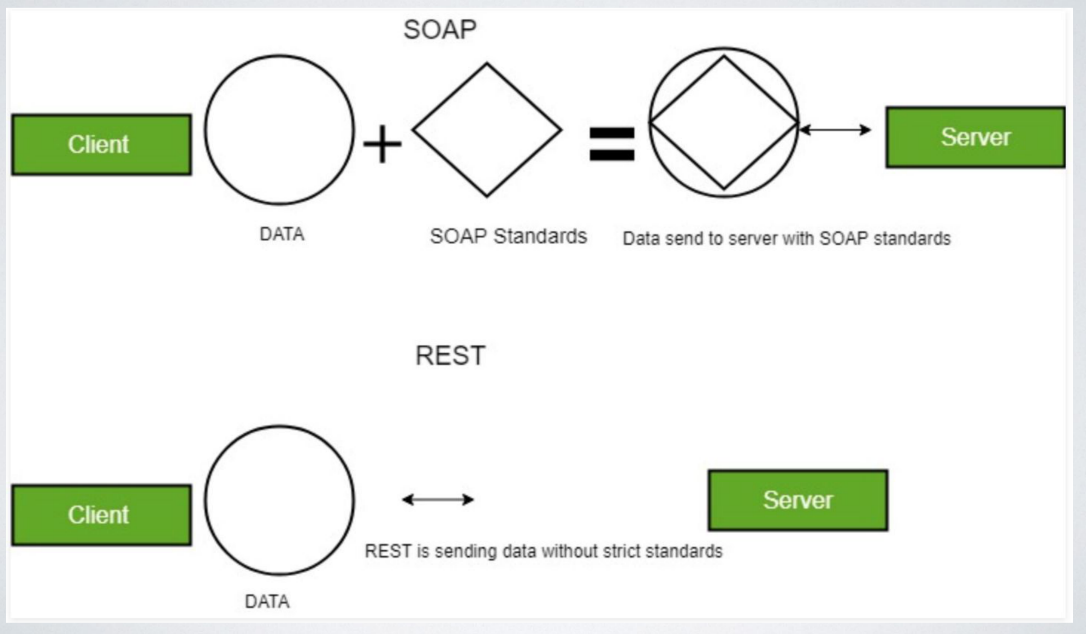 SOAP
Client
Server
DATA
SOAP Standards
Data send to server with SOAP standards
REST
Client
Server
REST is sending data without strict standards
DATA